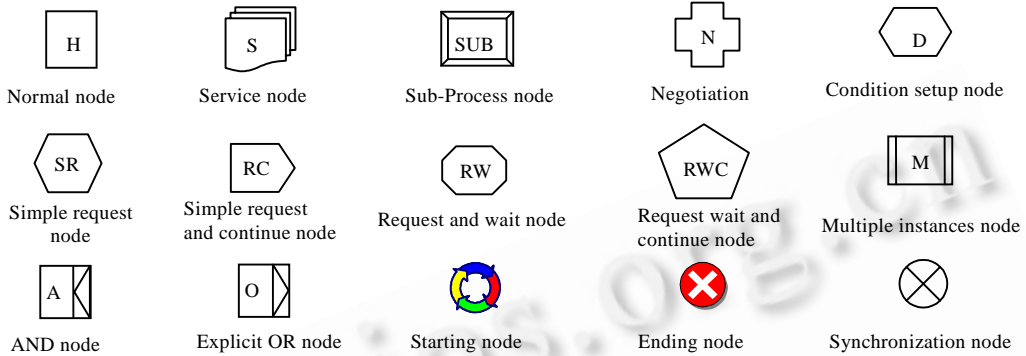 H
S
SUB
N
D
Normal node
Service node
Sub-Process node
Negotiation
Condition setup node
SR
RC
RW
RWC
M
Simple request
node
Simple request
and continue node
Request and wait node
Request wait and
continue node
Multiple instances node
A
O
AND node
Explicit OR node
Starting node
Ending node
Synchronization node